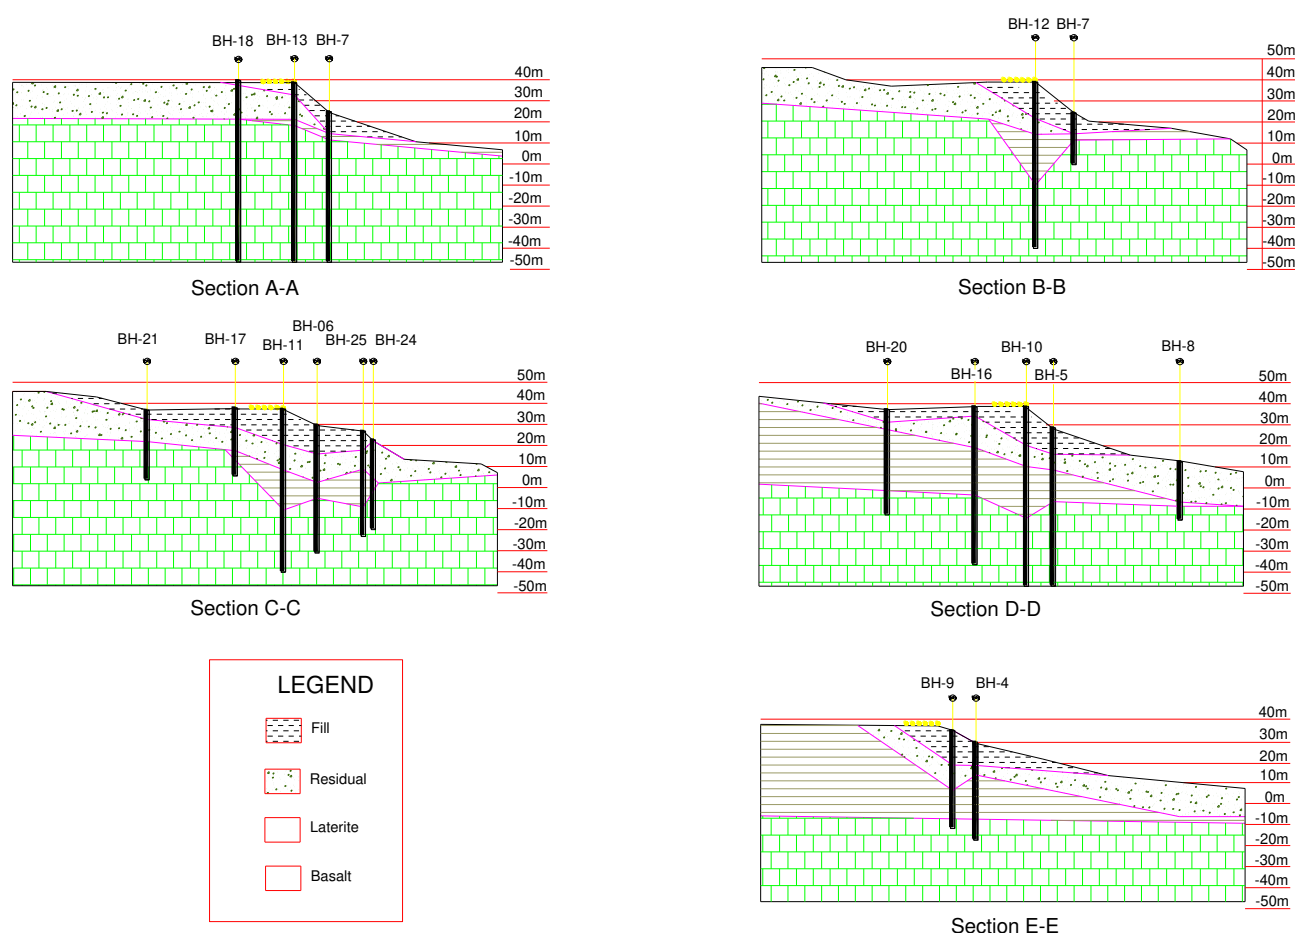 BH-18 BH-13 BH-7
40m
30m
20m
10m
0m
-10m
-20m
-30m
-40m
-50m
Section A-A
BH-12 BH-7
50m
40m
30m
20m
10m
0m
-10m
-20m
-30m
-40m
-50m
Section B-B
BH-06
BH-21 BH-17 BH-25 BH-24
BH-11
50m
40m
30m
20m
10m
0m
-10m
-20m
-30m
-40m
-50m
Section C-C
BH-20 BH-10 BH-8
BH-16 BH-5
50m
40m
30m
20m
10m
0m
-10m
-20m
-30m
-40m
-50m
Section D-D
LEGEND
Fill
Residual
Laterite
Basalt
BH-9 BH-4
40m
30m
20m
10m
0m
-10m
-20m
-30m
-40m
-50m
Section E-E